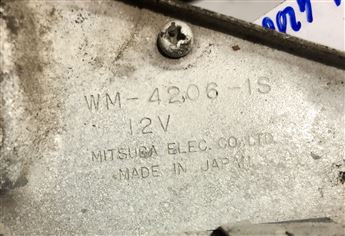 WM-4206-1S
12V
MITSUBA ELEC. CO. LTD.
MADE IN JAPAN